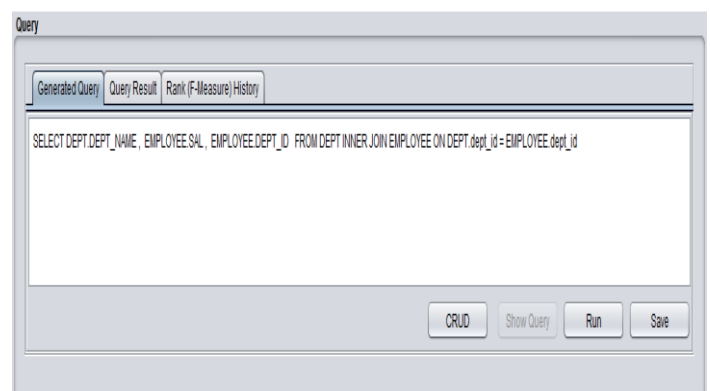 Query
Generated Query Query Result Rank (F-Measure) History
SELECT DEPT.DEPT_NAME , EMPLOYEE.SAL , EMPLOYEE.DEPT_ID FROM DEPT INNER JOIN EMPLOYEE ON DEPT.dept_id = EMPLOYEE.dept_id
CRUD Show Query Run Save